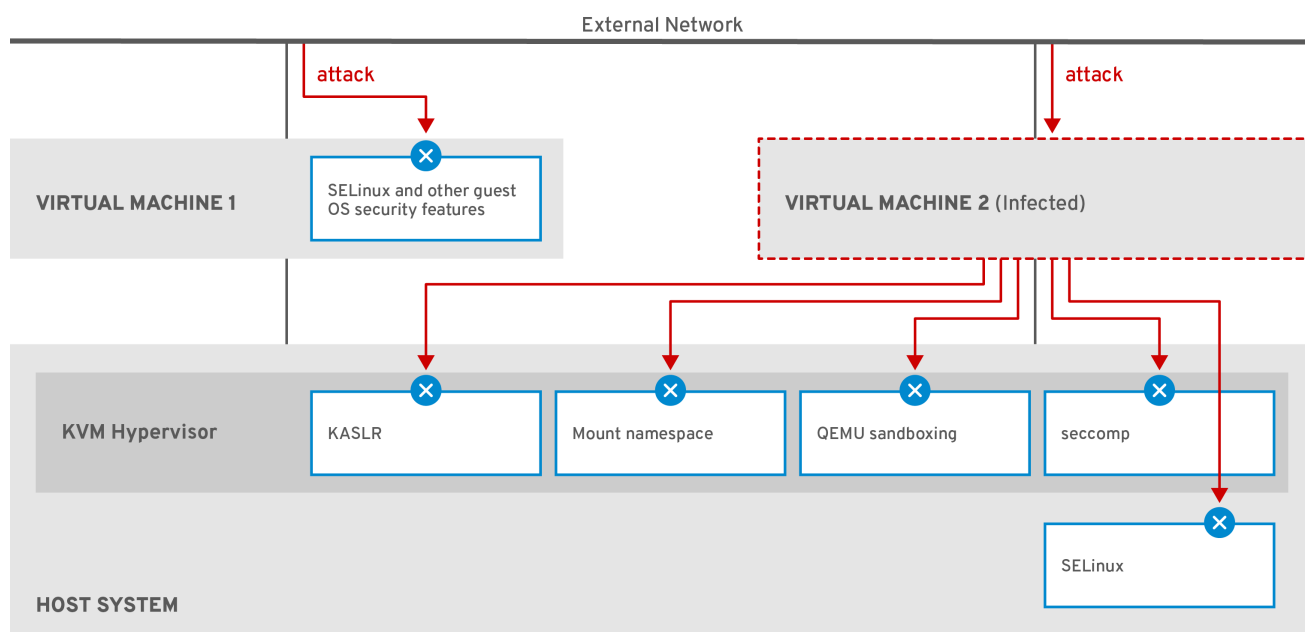 External Network
attack
attack
SELinux and other guest
OS security features
VIRTUAL MACHINE 1
VIRTUAL MACHINE 2 (Infected)
KVM Hypervisor
KASLR
Mount namespace
QEMU sandboxing
seccomp
SELinux
HOST SYSTEM